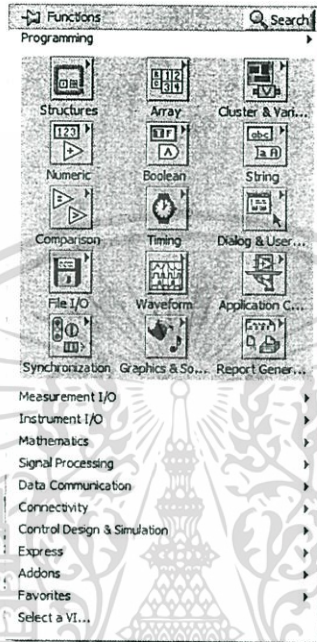 Functions Search
Programming
Structures Array Cluster & Vari...
Numeric Boolean String
Comparison Timing Dialog & User...
File I/O Waveform Application C...
Synchronization Graphics & So... Report Gener...
Measurement I/O
Instrument I/O
Mathematics
Signal Processing
Data Communication
Connectivity
Control Design & Simulation
Express
Addons
Favorites
Select a VI...